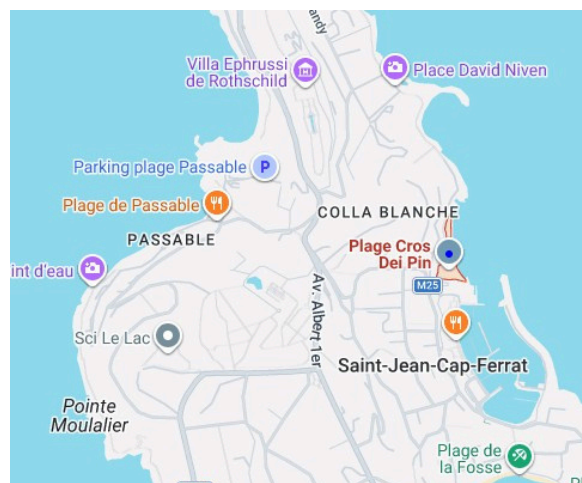 andy
Villa Ephrussi
de Rothschild
Place David Niven
Parking plage Passable
P
Plage de Passable
COLLA BLANCHE
PASSABLE
Plage Cros
Dei Pin
int d'eau
M25
Av. Albert 1er
Sci Le Lac
Saint-Jean-Cap-Ferrat
Pointe
Moulalier
Plage de
la Fosse